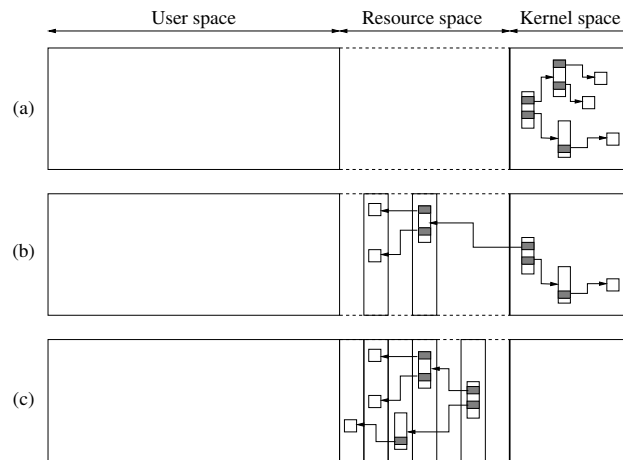 User space
Resource space
Kernel space
(a)
(b)
(c)